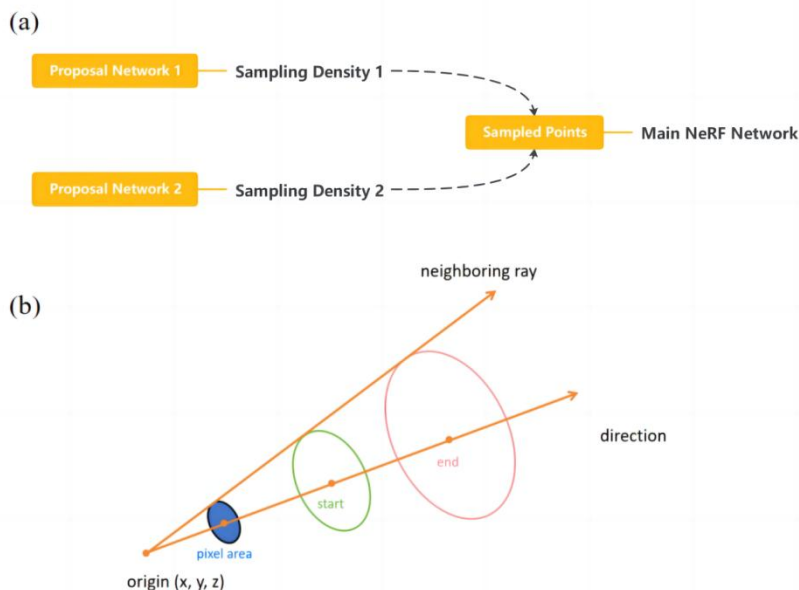 (a)
Proposal Network 1
Sampling Density 1
Sampled Points
Main NeRF Network
Proposal Network 2
Sampling Density 2
(b)
neighboring ray
direction
end
start
pixel area
origin (x, y, z)